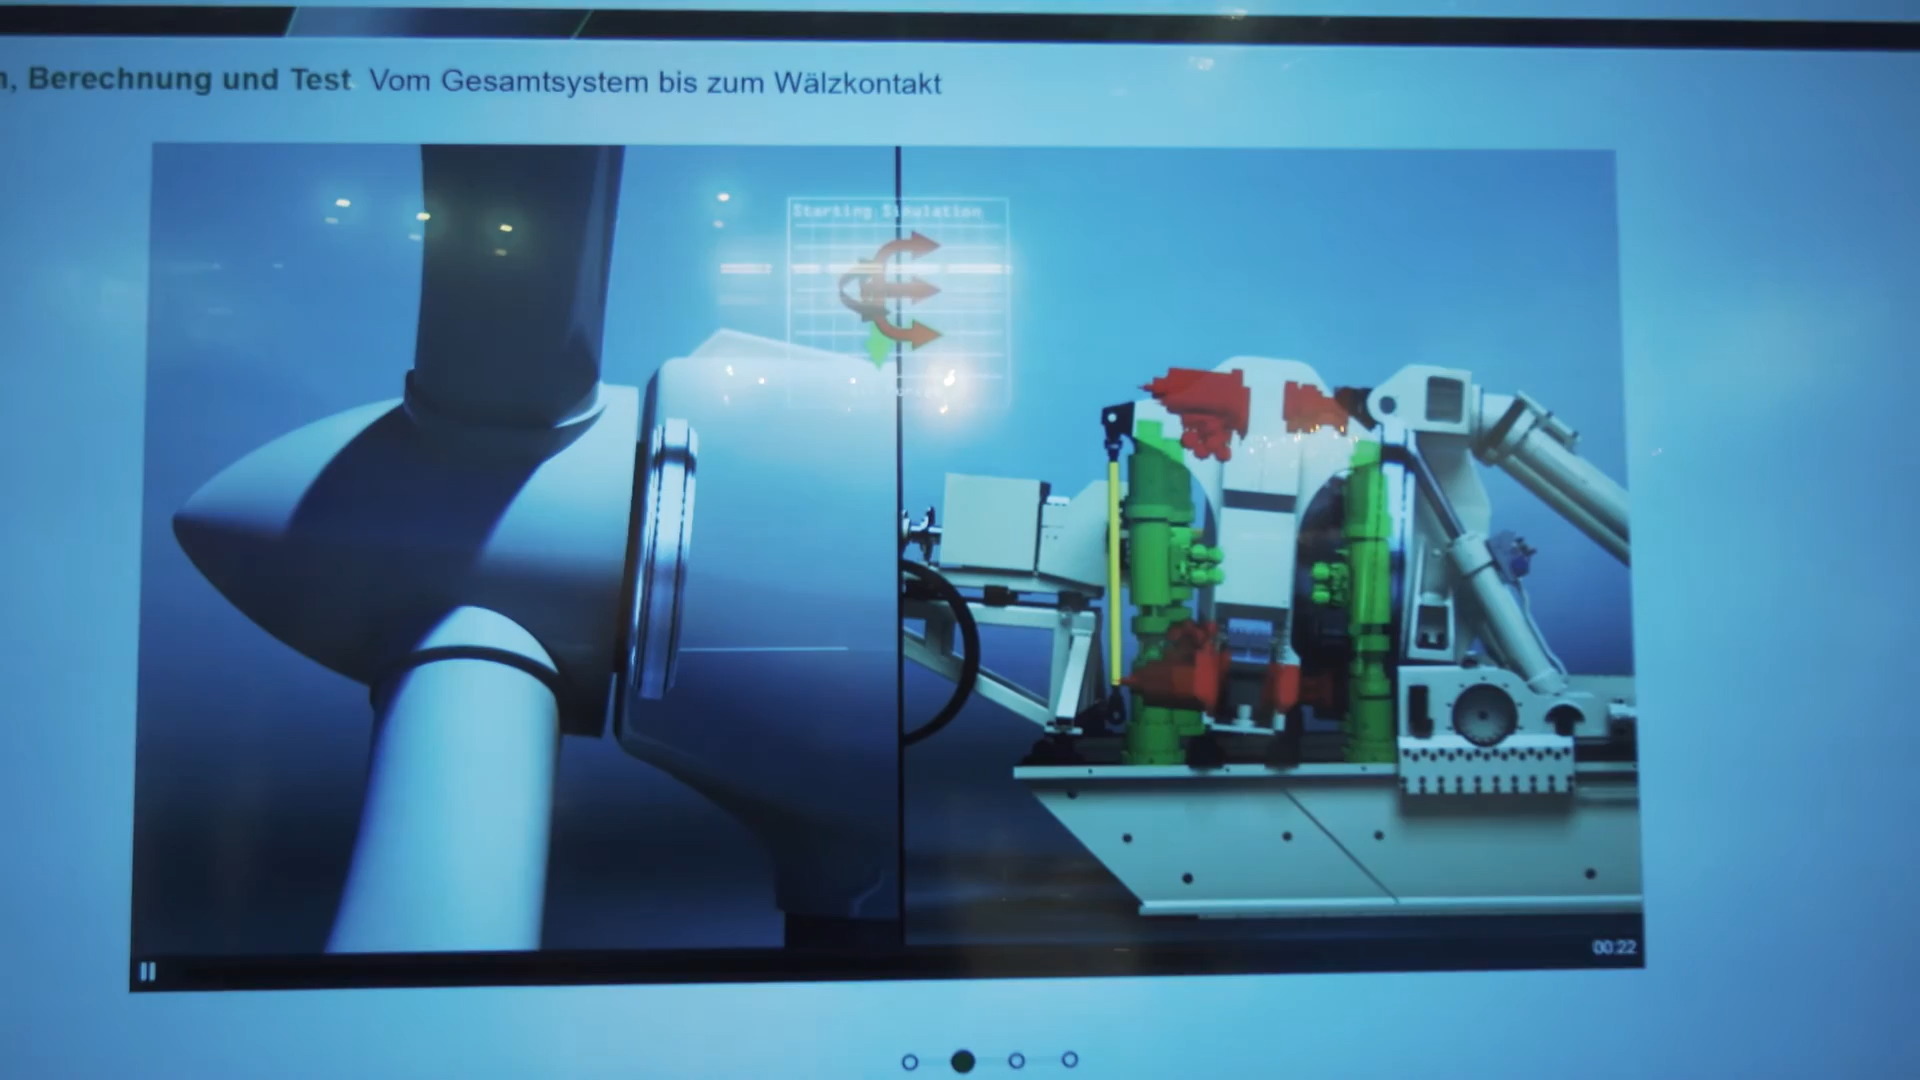 Berechnung und Test Vom Gesamtsystem bis zum Wälzkontakt
Starting Simulation
00:22